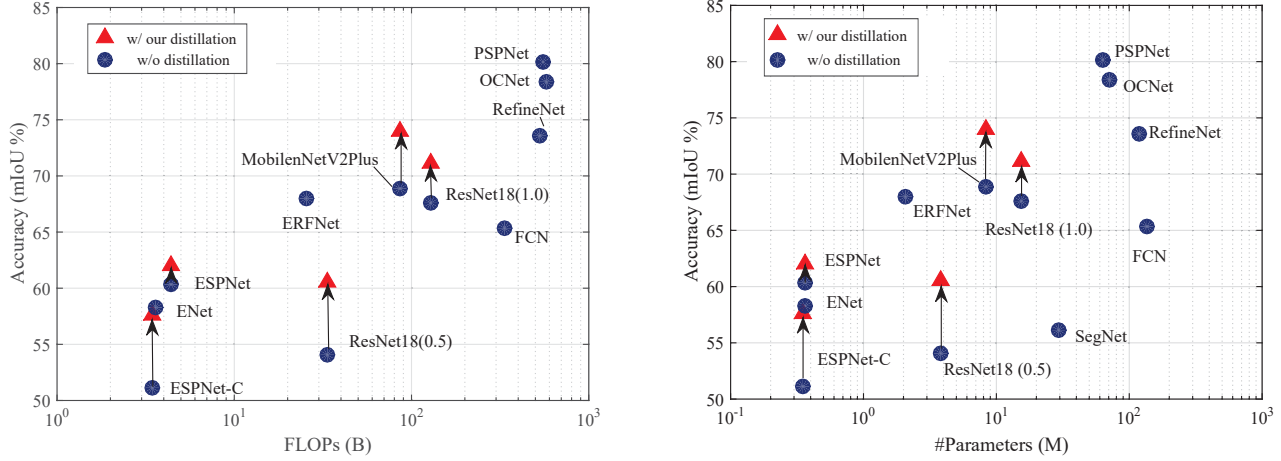 85
w/ our distillation
w/o distillation
80
PSPNet
OCNet
RefineNet
75
MobilenNetV2Plus
70
ResNet18(1.0)
ERFNet
65
FCN
ESPNet
60
ENet
ResNet18(0.5)
55
ESPNet-C
50
10^0
10^1
10^2
10^3
FLOPs (B)
Accuracy (mIoU %)
85
w/ our distillation
w/o distillation
80
PSPNet
OCNet
75
RefineNet
MobilenNetV2Plus
70
ERFNet
ResNet18 (1.0)
65
FCN
ESPNet
60
ENet
SegNet
55
ESPNet-C
ResNet18 (0.5)
50
10^-1
10^0
10^1
10^2
10^3
#Parameters (M)
Accuracy (mIoU %)